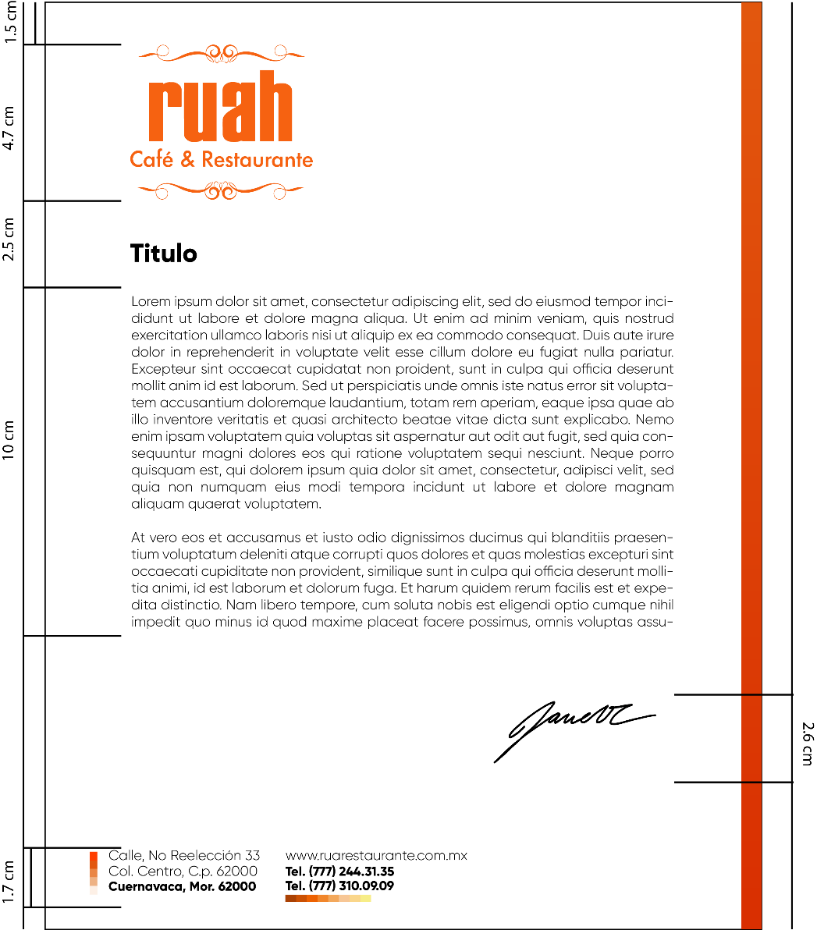 1.5 cm
4.7 cm
2.5 cm
10 cm
1.7 cm
2.6 cm
ruah
Café & Restaurante
Titulo
Lorem ipsum dolor sit amet, consectetur adipiscing elit, sed do eiusmod tempor inci-
didunt ut labore et dolore magna aliqua. Ut enim ad minim veniam, quis nostrud
exercitation ullamco laboris nisi ut aliquip ex ea commodo consequat. Duis aute irure
dolor in reprehenderit in voluptate velit esse cillum dolore eu fugiat nulla pariatur.
Excepteur sint occaecat cupidatat non proident, sunt in culpa qui officia deserunt
mollit anim id est laborum. Sed ut perspiciatis unde omnis iste natus error sit volupta-
tem accusantium doloremque laudantium, totam rem aperiam, eaque ipsa quae ab
illo inventore veritatis et quasi architecto beatae vitae dicta sunt explicabo. Nemo
enim ipsam voluptatem quia voluptas sit aspernatur aut odit aut fugit, sed quia con-
sequuntur magni dolores eos qui ratione voluptatem sequi nesciunt. Neque porro
quisquam est, qui dolorem ipsum quia dolor sit amet, consectetur, adipisci velit, sed
quia non numquam eius modi tempora incidunt ut labore et dolore magnam
aliquam quaerat voluptatem.
At vero eos et accusamus et iusto odio dignissimos ducimus qui blanditiis praesen-
tium voluptatum deleniti atque corrupti quos dolores et quas molestias excepturi sint
occaecati cupiditate non provident, similique sunt in culpa qui officia deserunt molli-
tia animi, id est laborum et dolorum fuga. Et harum quidem rerum facilis est et expe-
dita distinctio. Nam libero tempore, cum soluta nobis est eligendi optio cumque nihil
impedit quo minus id quod maxime placeat facere possimus, omnis voluptas assu-
Calle, No Reelección 33
Col. Centro, C.p. 62000
Cuernavaca, Mor. 62000
www.ruarestaurante.com.mx
Tel. (777) 244.31.35
Tel. (777) 310.09.09